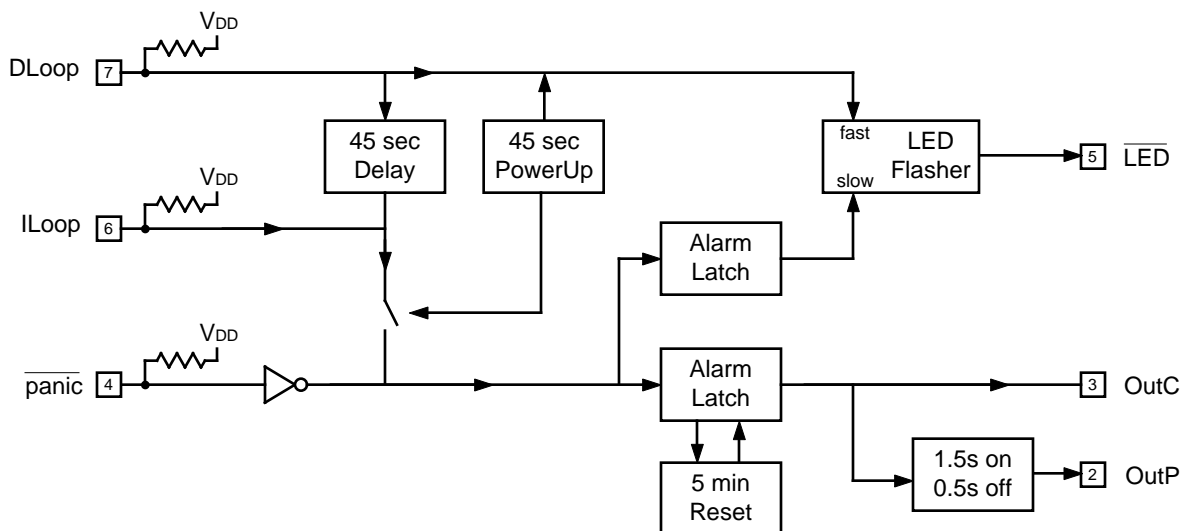 VDD
DLoop 7
45 sec
Delay
45 sec
PowerUp
fast
LED
Flasher
slow
5 LED
VDD
ILoop 6
Alarm
Latch
VDD
panic 4
Alarm
Latch
3 OutC
5 min
Reset
1.5s on
0.5s off
2 OutP